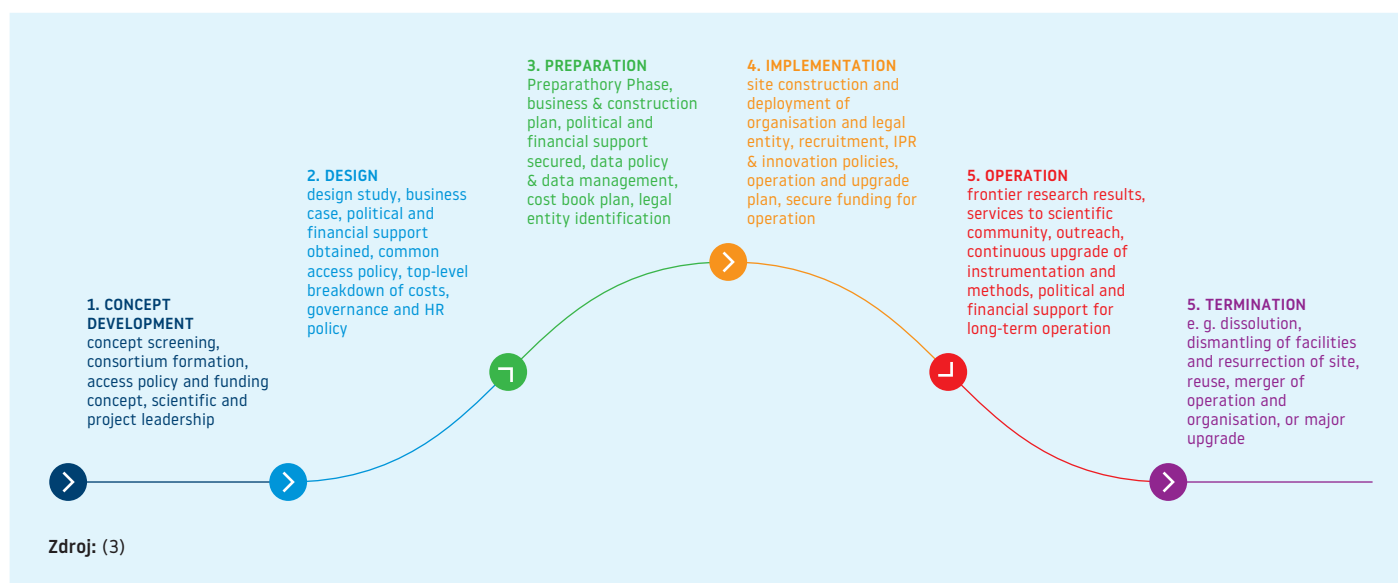 1. CONCEPT
DEVELOPMENT
concept screening,
consortium formation,
access policy and funding
concept, scientific and
project leadership
2. DESIGN
design study, business
case, political and
financial support
obtained, common
access policy, top-level
breakdown of costs,
governance and HR
policy
3. PREPARATION
Preparathory Phase,
business & construction
plan, political and
financial support
secured, data policy
& data management,
cost book plan, legal
entity identification
4. IMPLEMENTATION
site construction and
deployment of
organisation and legal
entity, recruitment, IPR
& innovation policies,
operation and upgrade
plan, secure funding for
operation
5. OPERATION
frontier research results,
services to scientific
community, outreach,
continuous upgrade of
instrumentation and
methods, political and
financial support for
long-term operation
5. TERMINATION
e. g. dissolution,
dismantling of facilities
and resurrection of site,
reuse, merger of
operation and
organisation, or major
upgrade
Zdroj: (3)